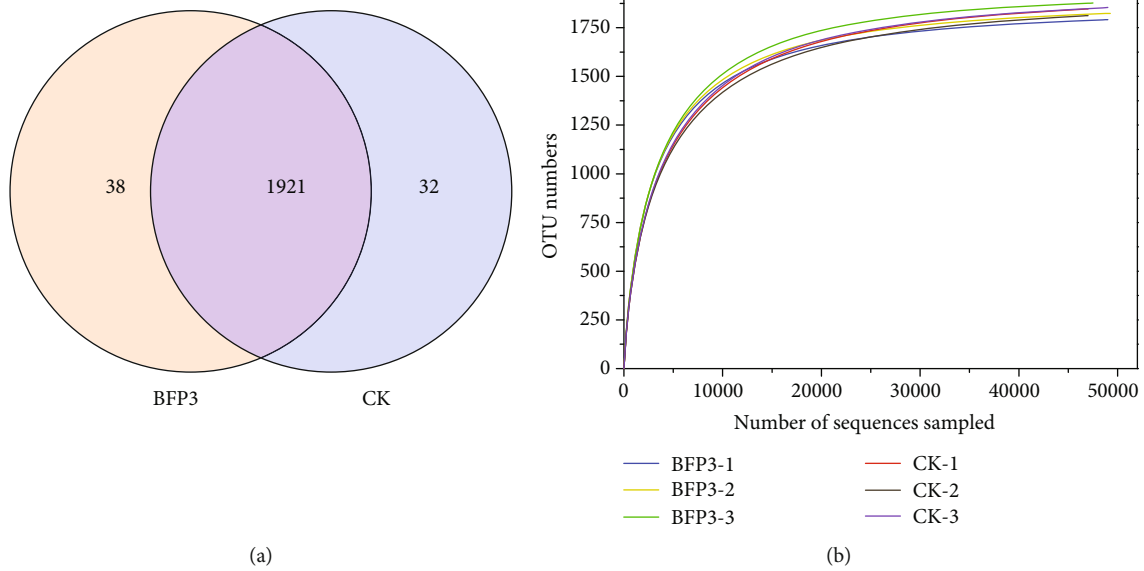 38
1921
32
BFP3
CK
(a)
1750
1500
1250
1000
750
500
250
0
OTU numbers
0 10000 20000 30000 40000 50000
Number of sequences sampled
BFP3-1 CK-1
BFP3-2 CK-2
BFP3-3 CK-3
(b)